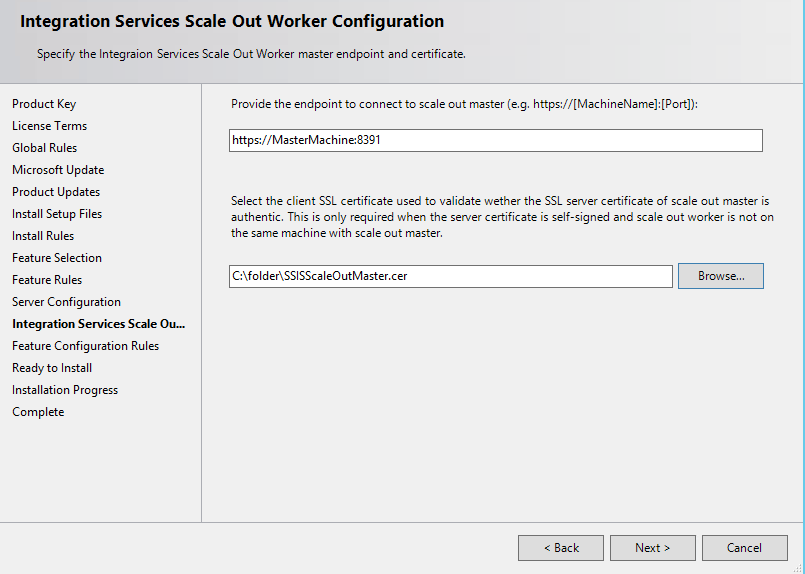 Integration Services Scale Out Worker Configuration
Specify the Integraion Services Scale Out Worker master endpoint and certificate.
Product Key
License Terms
Global Rules
Microsoft Update
Product Updates
Install Setup Files
Install Rules
Feature Selection
Feature Rules
Server Configuration
Integration Services Scale Ou...
Feature Configuration Rules
Ready to Install
Installation Progress
Complete
Provide the endpoint to connect to scale out master (e.g. https://[MachineName]:[Port]):
https://MasterMachine:8391
Select the client SSL certificate used to validate wether the SSL server certificate of scale out master is
authentic. This is only required when the server certificate is self-signed and scale out worker is not on
the same machine with scale out master.
C:\folder\SSISScaleOutMaster.cer
Browse...
< Back
Next >
Cancel